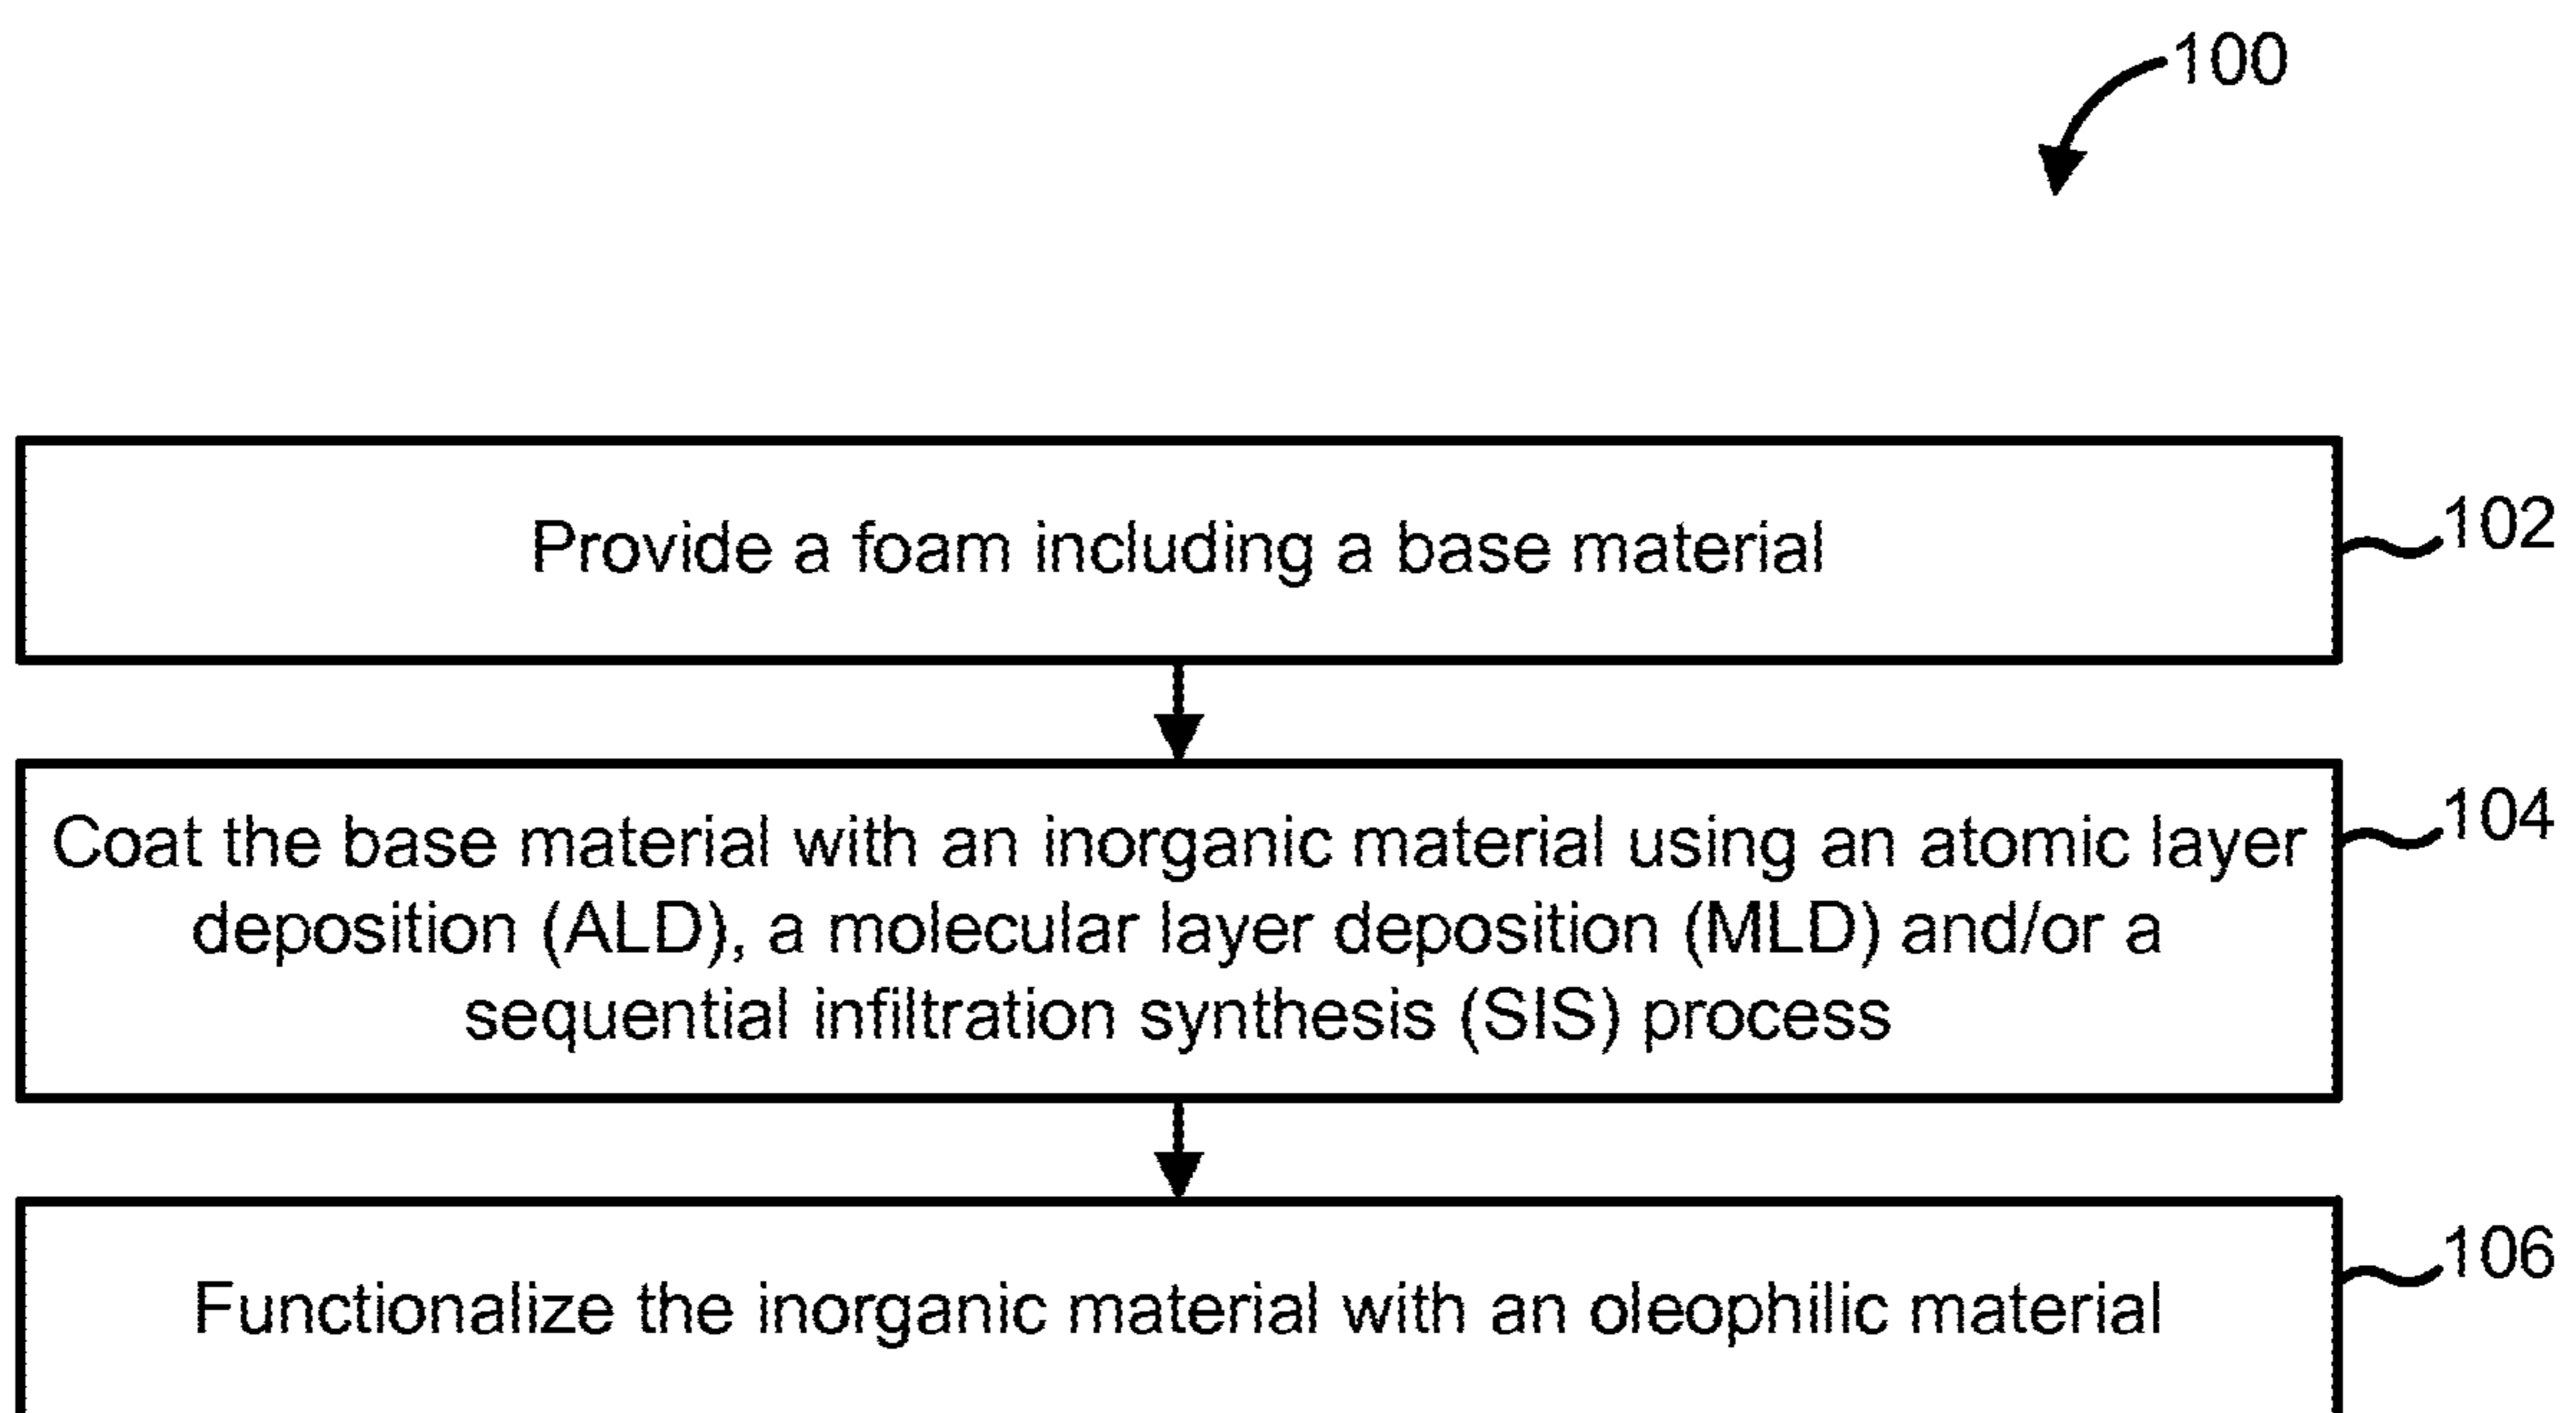 100
Provide a foam including a base material
102
Coat the base material with an inorganic material using an atomic layer
deposition (ALD), a molecular layer deposition (MLD) and/or a
sequential infiltration synthesis (SIS) process
104
Functionalize the inorganic material with an oleophilic material
106